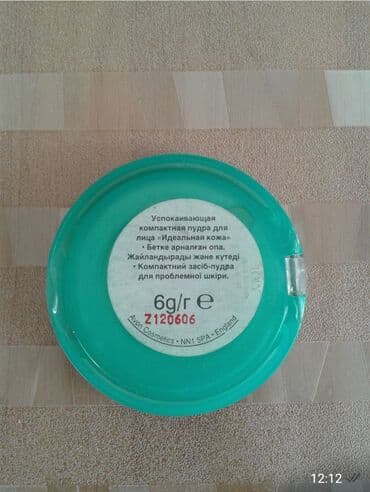 Успокаивающая
компактная пудра для
лица «Идеальная кожа»
• Бетке арналған опа.
Жайландырады және күтеді
• Компактний засіб-пудра
для проблемної шкіри.
6g/г e
Z120606
Avon Cosmetics • NN1 5PA • England
12:12